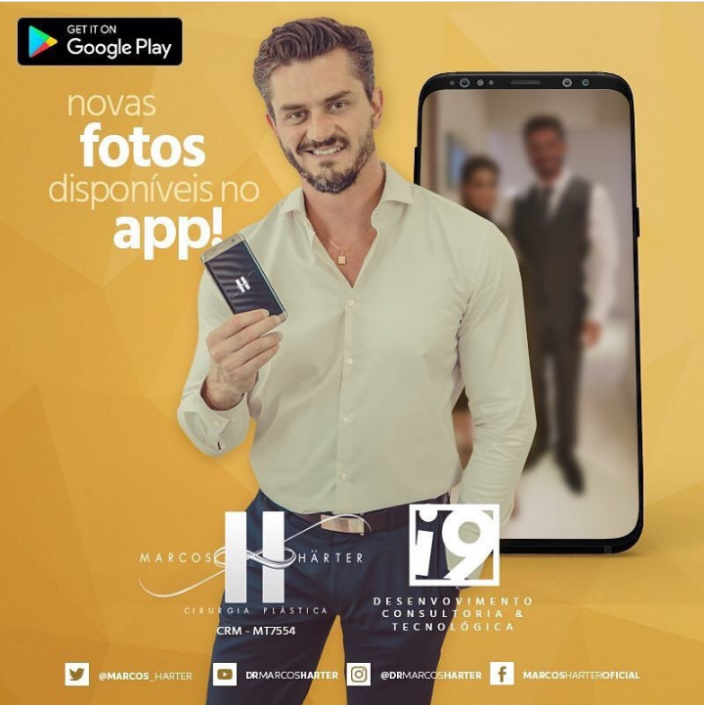 GET IT ON
Google Play
novas
fotos
disponíveis no
app!
H
MARCOS HÄRTER
CIRURGIA PLÁSTICA
CRM - MT7554
i9
DESENVOVIMENTO
CONSULTORIA &
TECNOLÓGICA
@MARCOS_HARTER DRMARCOSHARTER @DRMARCOSHARTER MARCOSHARTEROFICIAL